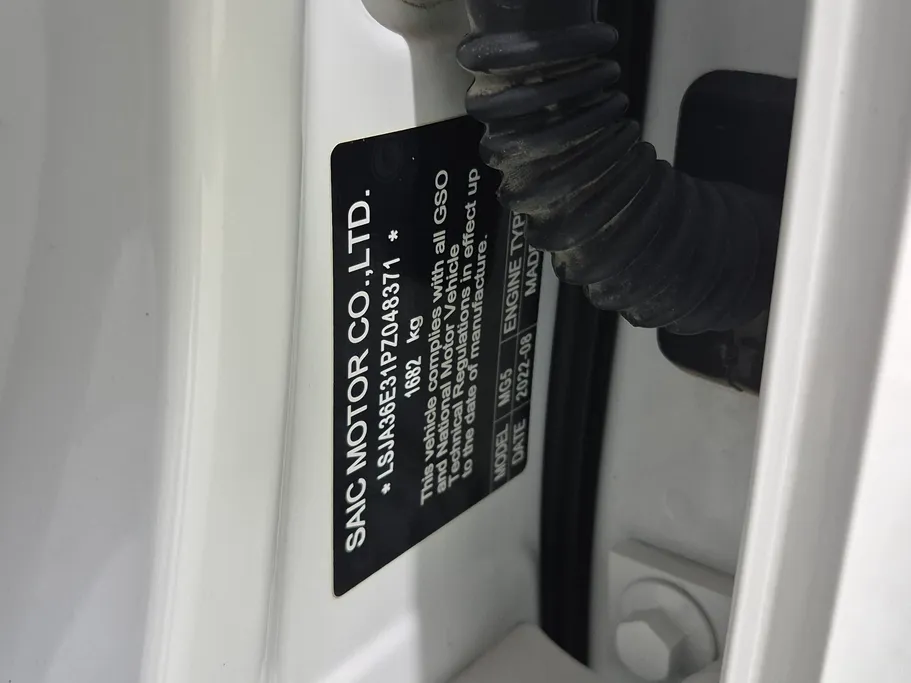 SAIC MOTOR CO.,LTD.
* LSJA36E31PZ048371 *
1682 kg
This vehicle complies with all GSO
and National Motor Vehicle
Technical Regulations in effect up
to the date of manufacture.
MODEL MG5 ENGINE TYPE
DATE 2022-08 MADE